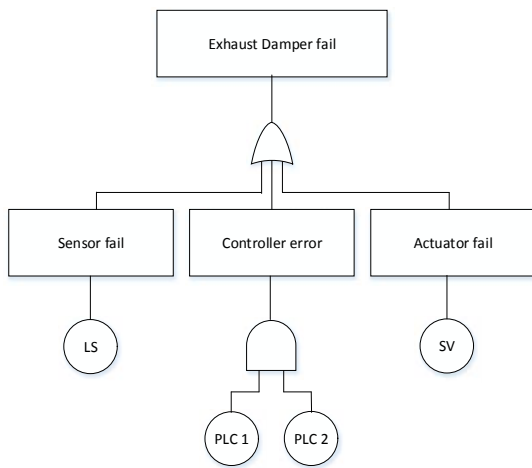 Exhaust Damper fail
Sensor fail
Controller error
Actuator fail
LS
SV
PLC 1
PLC 2